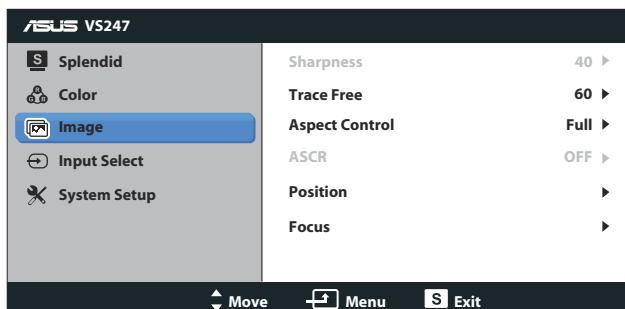 ASUS VS247
S Splendid
Color
Image
Input Select
System Setup
Sharpness 40
Trace Free 60
Aspect Control Full
ASCR OFF
Position
Focus
Move Menu S Exit